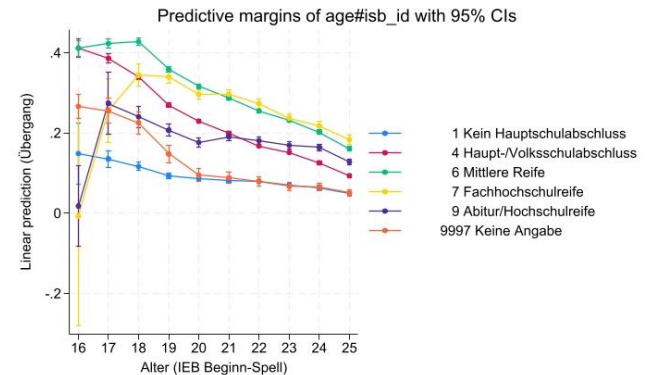 Predictive margins of age#isb_id with 95% CIs
Linear prediction (Übergang)
.4
.2
0
-.2
16 17 18 19 20 21 22 23 24 25
Alter (IEB Beginn-Spell)
1 Kein Hauptschulabschluss
4 Haupt-/Volksschulabschluss
6 Mittlere Reife
7 Fachhochschulreife
9 Abitur/Hochschulreife
9997 Keine Angabe